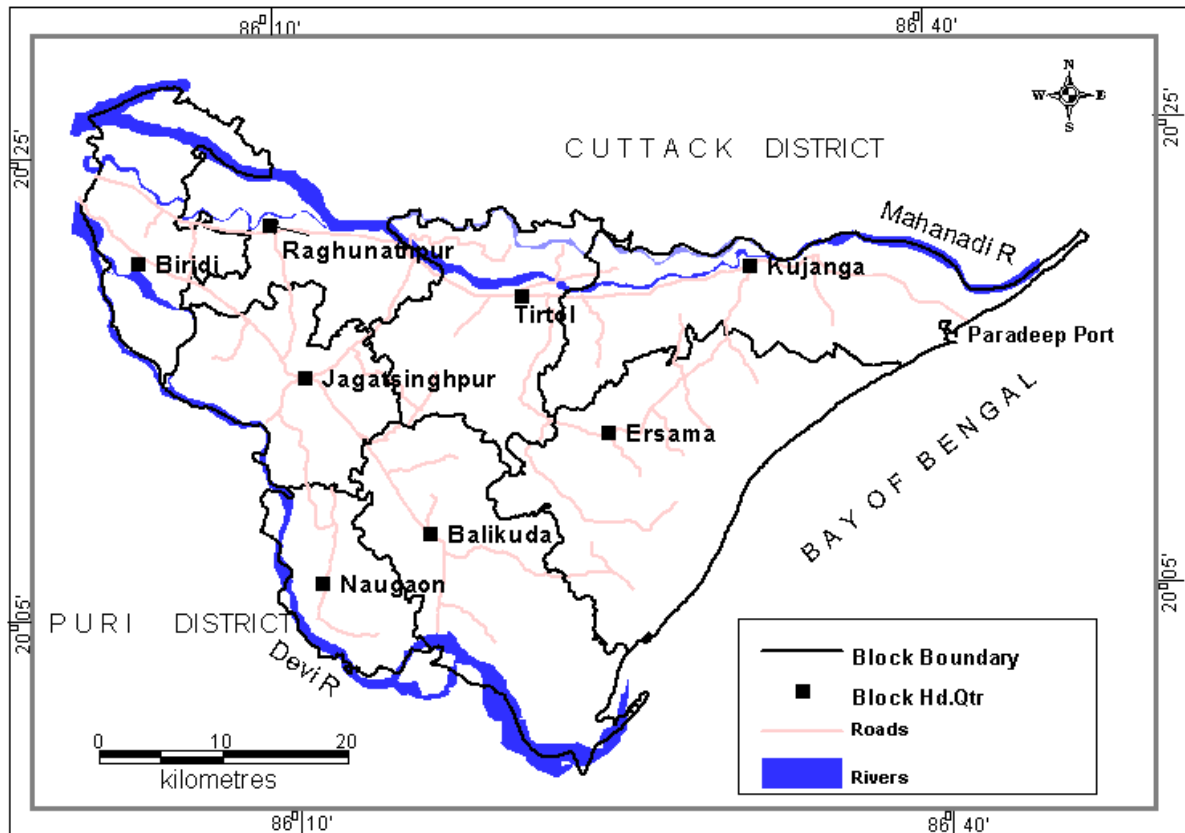 86° 10'
86° 40'
N
W E
S
20° 25'
20° 25'
CUTTACK DISTRICT
Mahanadi R
Raghunathpur
Biridi
Kujanga
Tirtol
Paradeep Port
Jagatsinghpur
Ersama
BAY OF BENGAL
Balikuda
Naugaon
20° 05'
20° 05'
PURI DISTRICT
Devi R
Block Boundary
Block Hd.Qtr
Roads
Rivers
0 10 20
kilometres
86° 10'
86° 40'